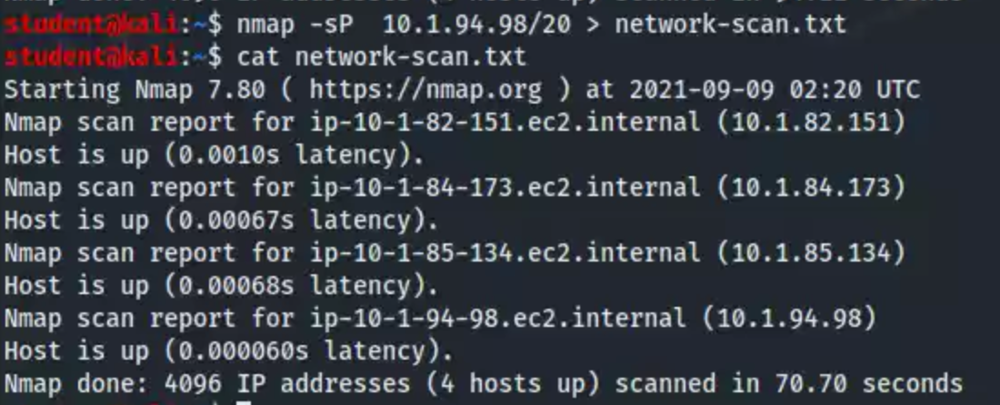 student@kali:~$ nmap -sP  10.1.94.98/20 > network-scan.txt
student@kali:~$ cat network-scan.txt
Starting Nmap 7.80 ( https://nmap.org ) at 2021-09-09 02:20 UTC
Nmap scan report for ip-10-1-82-151.ec2.internal (10.1.82.151)
Host is up (0.0010s latency).
Nmap scan report for ip-10-1-84-173.ec2.internal (10.1.84.173)
Host is up (0.00067s latency).
Nmap scan report for ip-10-1-85-134.ec2.internal (10.1.85.134)
Host is up (0.00068s latency).
Nmap scan report for ip-10-1-94-98.ec2.internal (10.1.94.98)
Host is up (0.000060s latency).
Nmap done: 4096 IP addresses (4 hosts up) scanned in 70.70 seconds